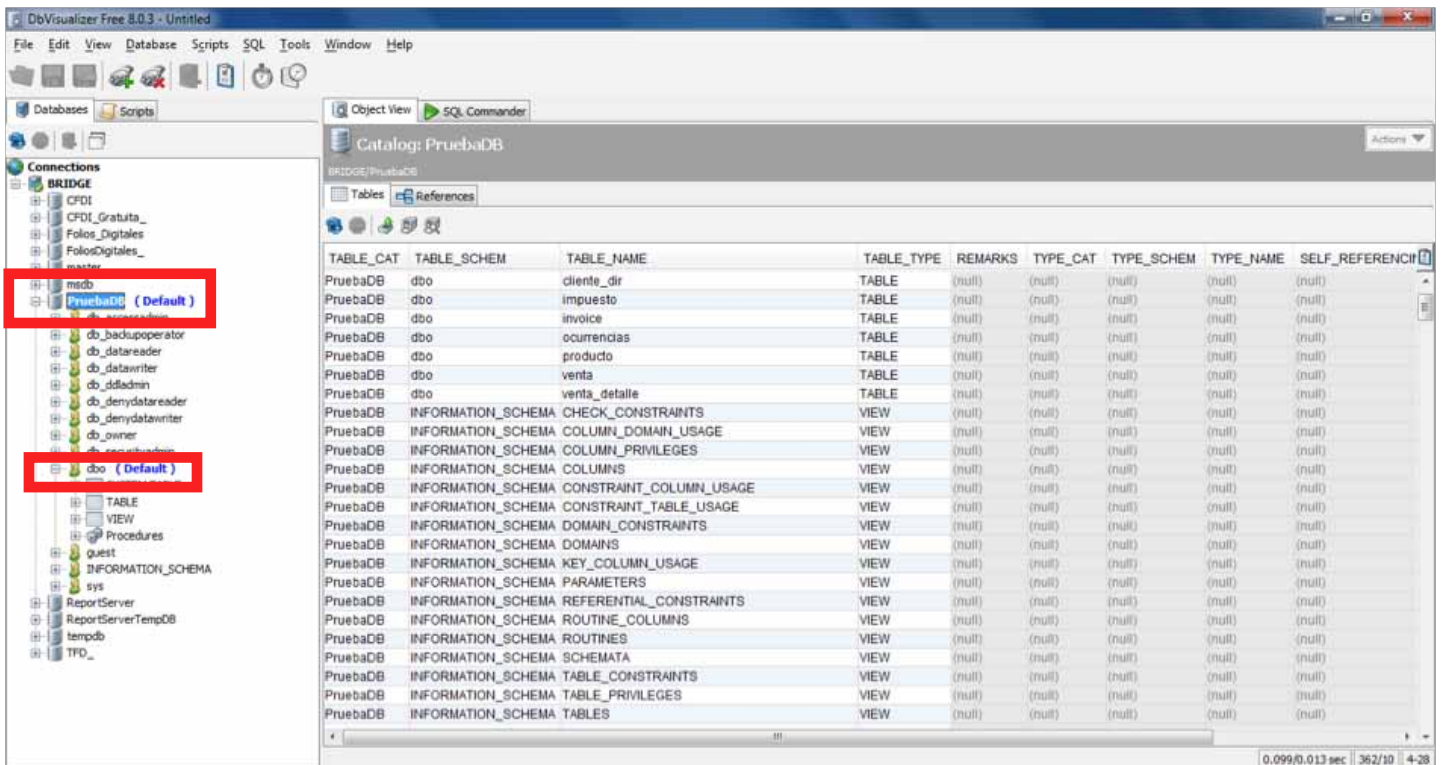 DbVisualizer Free 8.0.3 - Untitled
File Edit View Database Scripts SQL Tools Window Help
Databases Scripts
Object View SQL Commander
Catalog: PruebaDB
Actions
BRIDGE/PruebaDB
Tables References
Connections
BRIDGE
CFDI
CFDI_Gratuita_
Folios_Digitales
FoliosDigitales_
master
msdb
PruebaDB (Default)
db_accessadmin
db_backupoperator
db_datareader
db_datawriter
db_ddladmin
db_denydatareader
db_denydatawriter
db_owner
db_securityadmin
dbo (Default)
TABLE
VIEW
Procedures
guest
INFORMATION_SCHEMA
sys
ReportServer
ReportServerTempDB
tempdb
TFD_
TABLE_CAT TABLE_SCHEM TABLE_NAME TABLE_TYPE REMARKS TYPE_CAT TYPE_SCHEM TYPE_NAME SELF_REFERENCIN
PruebaDB dbo cliente_dir TABLE (null) (null) (null) (null) (null)
PruebaDB dbo impuesto TABLE (null) (null) (null) (null) (null)
PruebaDB dbo invoice TABLE (null) (null) (null) (null) (null)
PruebaDB dbo ocurrencias TABLE (null) (null) (null) (null) (null)
PruebaDB dbo producto TABLE (null) (null) (null) (null) (null)
PruebaDB dbo venta TABLE (null) (null) (null) (null) (null)
PruebaDB dbo venta_detalle TABLE (null) (null) (null) (null) (null)
PruebaDB INFORMATION_SCHEMA CHECK_CONSTRAINTS VIEW (null) (null) (null) (null) (null)
PruebaDB INFORMATION_SCHEMA COLUMN_DOMAIN_USAGE VIEW (null) (null) (null) (null) (null)
PruebaDB INFORMATION_SCHEMA COLUMN_PRIVILEGES VIEW (null) (null) (null) (null) (null)
PruebaDB INFORMATION_SCHEMA COLUMNS VIEW (null) (null) (null) (null) (null)
PruebaDB INFORMATION_SCHEMA CONSTRAINT_COLUMN_USAGE VIEW (null) (null) (null) (null) (null)
PruebaDB INFORMATION_SCHEMA CONSTRAINT_TABLE_USAGE VIEW (null) (null) (null) (null) (null)
PruebaDB INFORMATION_SCHEMA DOMAIN_CONSTRAINTS VIEW (null) (null) (null) (null) (null)
PruebaDB INFORMATION_SCHEMA DOMAINS VIEW (null) (null) (null) (null) (null)
PruebaDB INFORMATION_SCHEMA KEY_COLUMN_USAGE VIEW (null) (null) (null) (null) (null)
PruebaDB INFORMATION_SCHEMA PARAMETERS VIEW (null) (null) (null) (null) (null)
PruebaDB INFORMATION_SCHEMA REFERENTIAL_CONSTRAINTS VIEW (null) (null) (null) (null) (null)
PruebaDB INFORMATION_SCHEMA ROUTINE_COLUMNS VIEW (null) (null) (null) (null) (null)
PruebaDB INFORMATION_SCHEMA ROUTINES VIEW (null) (null) (null) (null) (null)
PruebaDB INFORMATION_SCHEMA SCHEMATA VIEW (null) (null) (null) (null) (null)
PruebaDB INFORMATION_SCHEMA TABLE_CONSTRAINTS VIEW (null) (null) (null) (null) (null)
PruebaDB INFORMATION_SCHEMA TABLE_PRIVILEGES VIEW (null) (null) (null) (null) (null)
PruebaDB INFORMATION_SCHEMA TABLES VIEW (null) (null) (null) (null) (null)
0.099/0.013 sec 362/10 4-28